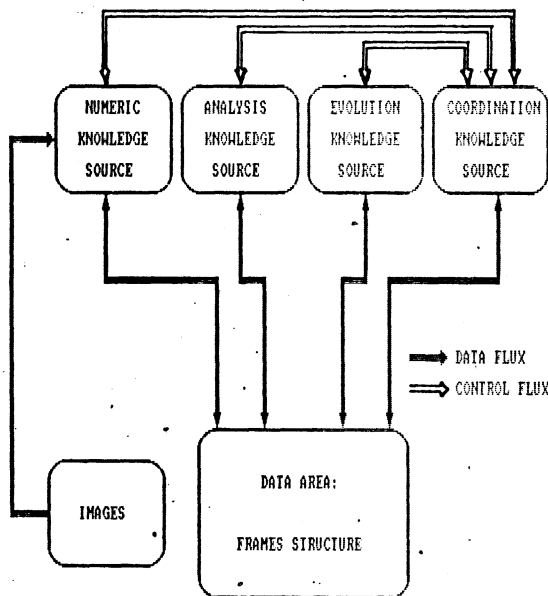 NUMERIC
KNOWLEDGE
SOURCE
ANALYSIS
KNOWLEDGE
SOURCE
EVOLUTION
KNOWLEDGE
SOURCE
COORDINATION
KNOWLEDGE
SOURCE
DATA FLUX
CONTROL FLUX
IMAGES
DATA AREA:
FRAMES STRUCTURE